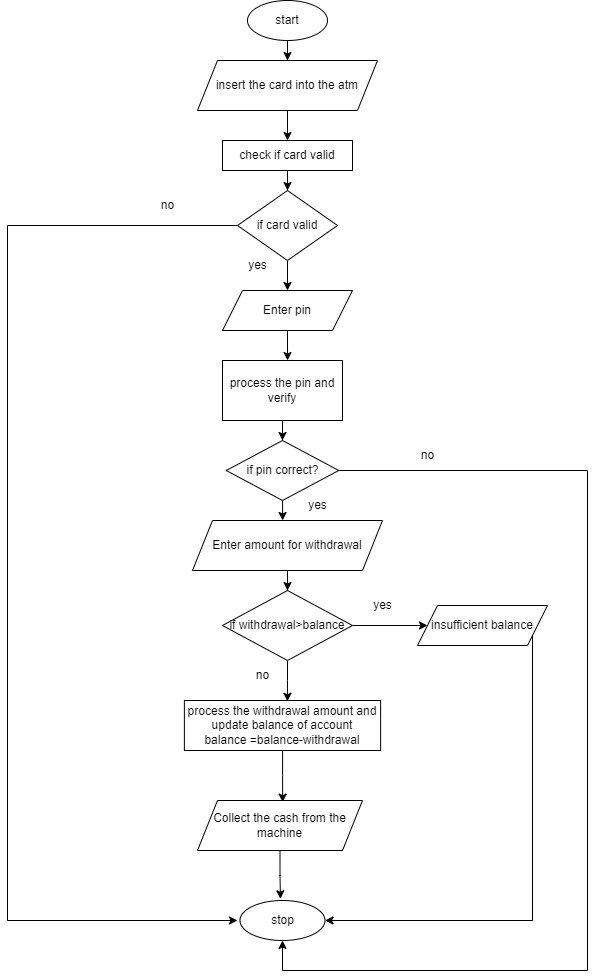 start
insert the card into the atm
check if card valid
no
if card valid
yes
Enter pin
process the pin and
verify
no
if pin correct?
yes
Enter amount for withdrawal
yes
if withdrawal>balance
insufficient balance
no
process the withdrawal amount and
update balance of account
balance =balance-withdrawal
Collect the cash from the
machine
stop